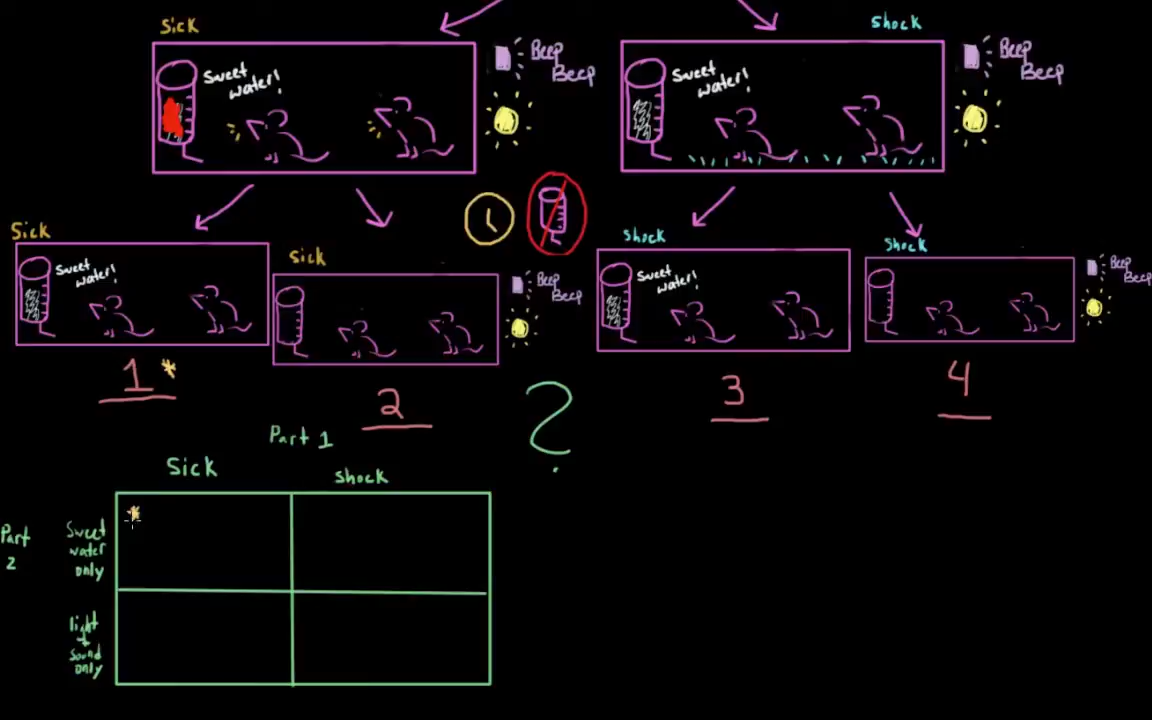 Sick
Shock
Sweet
water!
Beep
Beep
Sweet
water!
Beep
Beep
Sick
Sweet
water!
Sick
Beep
Beep
Shock
Sweet
water!
Shock
Beep
Beep
1 *
2
?
3
4
Part 1
Sick
Shock
Part
2
Sweet
water
only
*
light
+
Sound
only